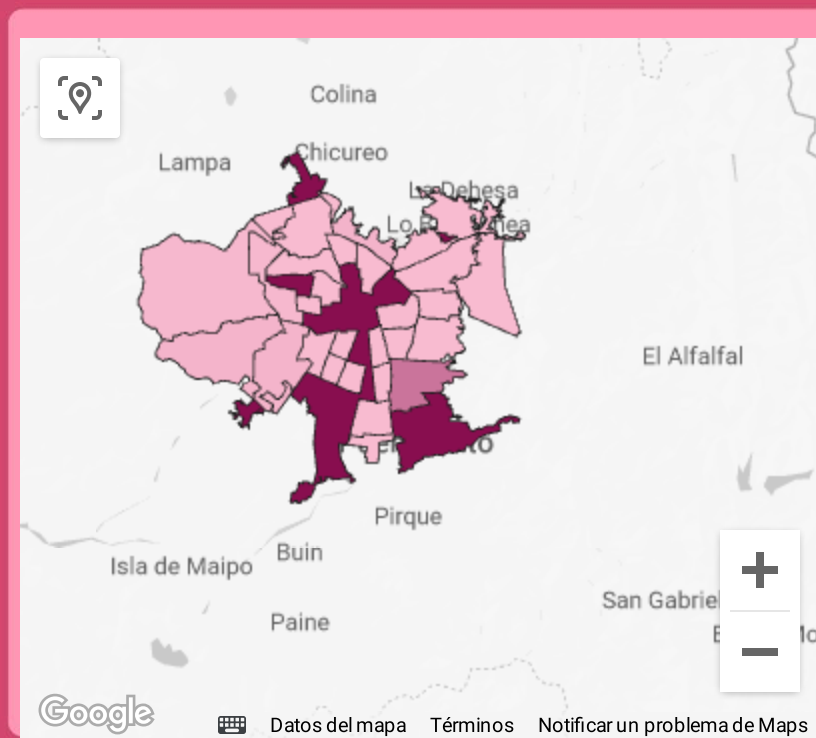 Colina
Chicureo
Lampa
La Dehesa
El Alfalfal
Pirque
Buin
Isla de Maipo
San Gabriel
Paine
Google
Datos del mapa Términos Notificar un problema de Maps